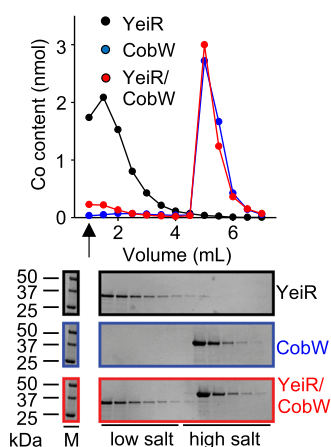 YeiR
CobW
YeiR/
CobW
Co content (nmol)
3
2
1
0
2 4 6
Volume (mL)
50
37
25
YeiR
50
37
25
CobW
50
37
25
YeiR/
CobW
kDa M low salt high salt